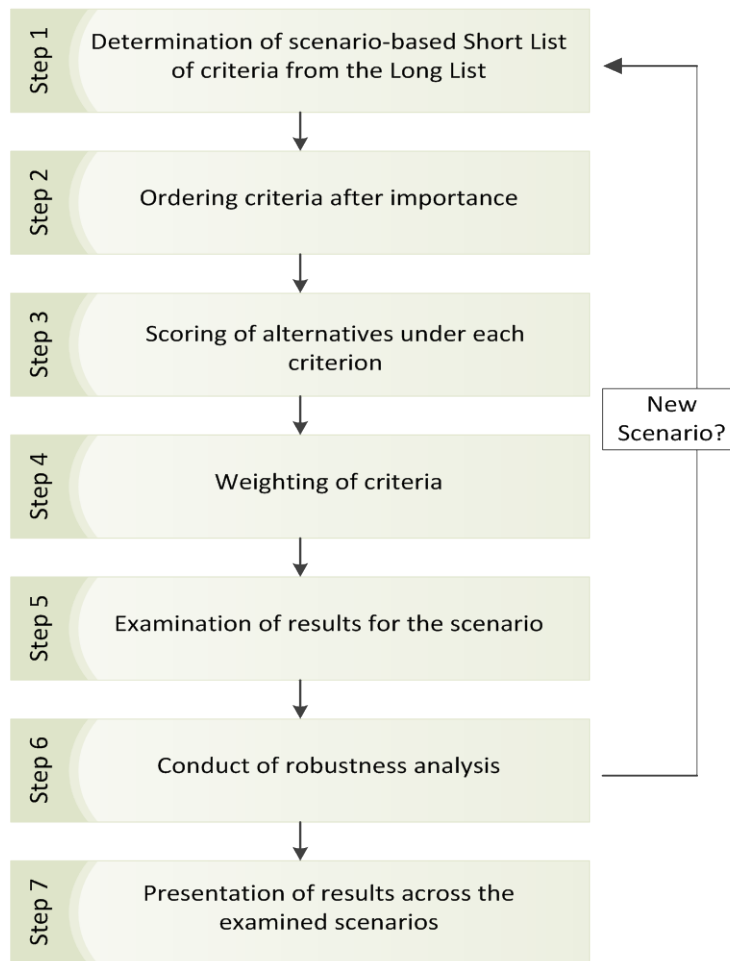 Step 1
Determination of scenario-based Short List
of criteria from the Long List
Step 2
Ordering criteria after importance
Step 3
Scoring of alternatives under each
criterion
New
Scenario?
Step 4
Weighting of criteria
Step 5
Examination of results for the scenario
Step 6
Conduct of robustness analysis
Step 7
Presentation of results across the
examined scenarios